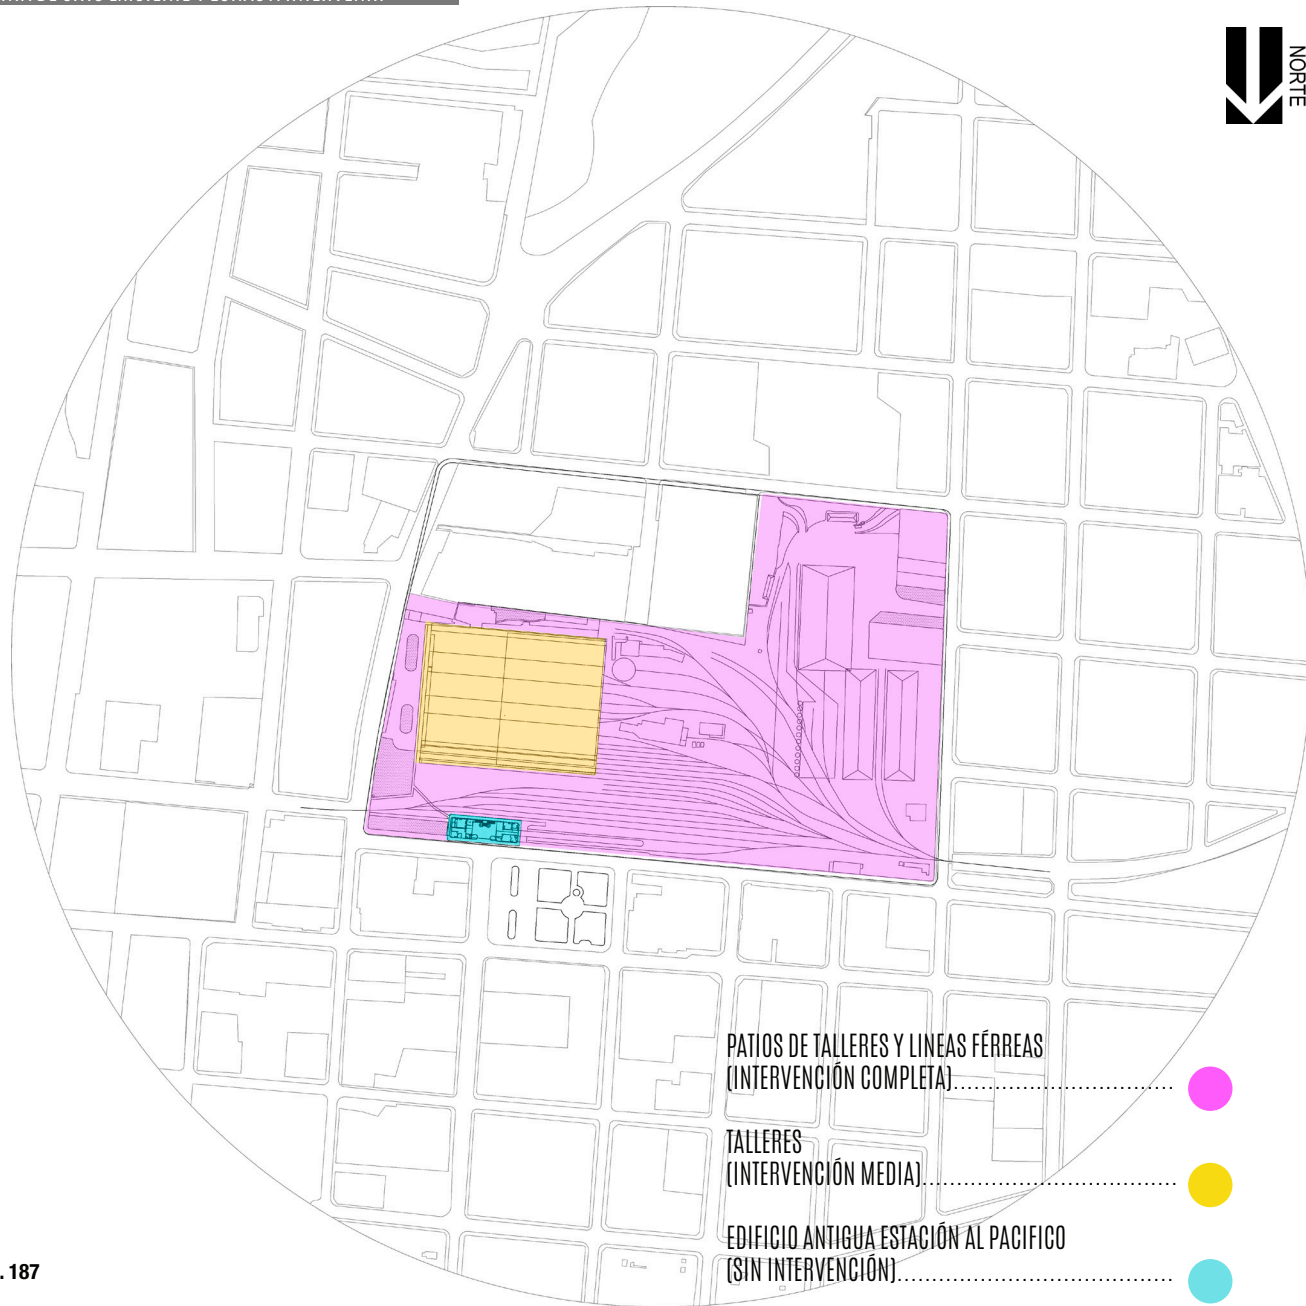 NORTE
PATIOS DE TALLERES Y LINEAS FÉRREAS
(INTERVENCIÓN COMPLETA)
TALLERES
(INTERVENCIÓN MEDIA)
EDIFICIO ANTIGUA ESTACIÓN AL PACIFICO
(SIN INTERVENCIÓN)
. 187